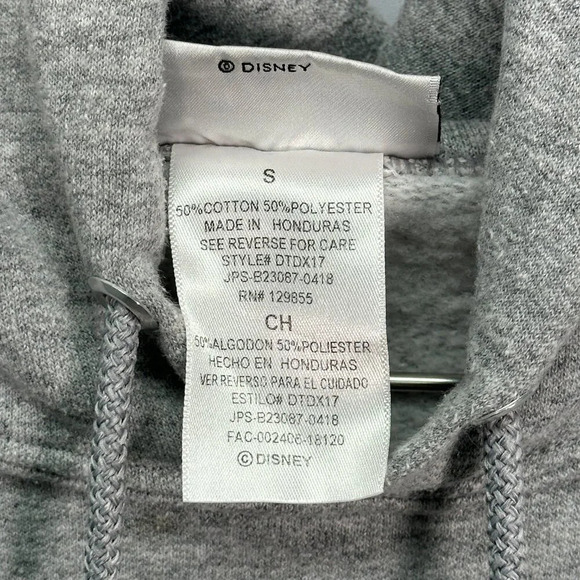 © DISNEY
S
50%COTTON 50%POLYESTER
MADE IN HONDURAS
SEE REVERSE FOR CARE
STYLE# DTDX17
JPS-B23087-0418
RN# 129855
CH
50%ALGODON 50%POLIESTER
HECHO EN HONDURAS
VER REVERSO PARA EL CUIDADO
ESTILO# DTDX17
JPS-B23087-0418
FAC-002406-18120
©DISNEY